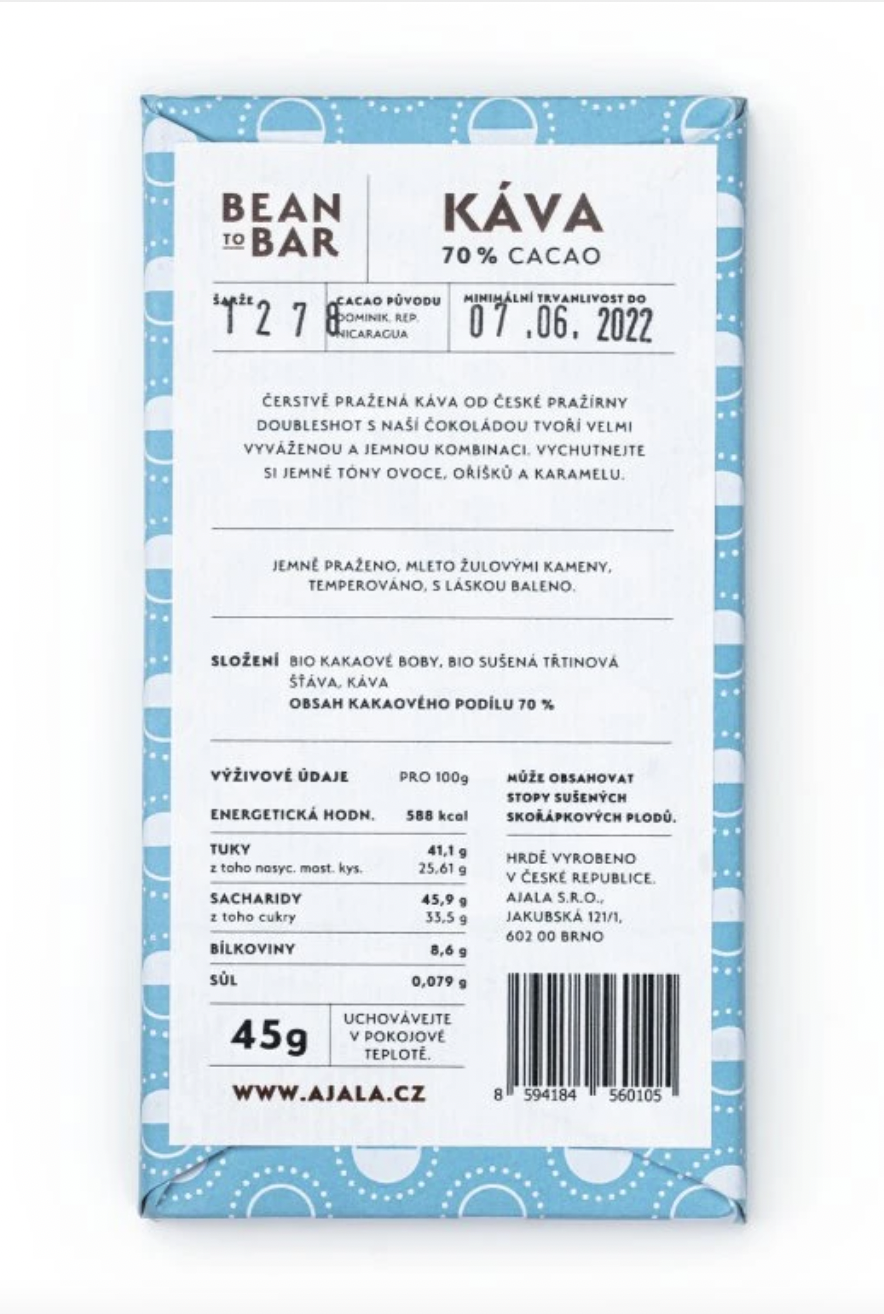 BEAN
TO BAR
KÁVA
70 % CACAO
ŠARŽE
1278
CACAO PŮVODU
DOMINIK. REP.
NICARAGUA
MINIMÁLNÍ TRVANLIVOST DO
07.06. 2022
ČERSTVĚ PRAŽENÁ KÁVA OD ČESKÉ PRAŽÍRNY
DOUBLESHOT S NAŠÍ ČOKOLÁDOU TVOŘÍ VELMI
VYVÁŽENOU A JEMNOU KOMBINACI. VYCHUTNEJTE
SI JEMNÉ TÓNY OVOCE, OŘÍŠKŮ A KARAMELU.
JEMNĚ PRAŽENO, MLETO ŽULOVÝMI KAMENY,
TEMPEROVÁNO, S LÁSKOU BALENO.
SLOŽENÍ BIO KAKAOVÉ BOBY, BIO SUŠENÁ TŘTINOVÁ
ŠŤÁVA, KÁVA
OBSAH KAKAOVÉHO PODÍLU 70 %
VÝŽIVOVÉ ÚDAJE PRO 100g
ENERGETICKÁ HODN. 588 kcal
TUKY 41,1 g
z toho nasyc. mast. kys. 25,61 g
SACHARIDY 45,9 g
z toho cukry 33,5 g
BÍLKOVINY 8,6 g
SŮL 0,079 g
45g
UCHOVÁVEJTE
V POKOJOVÉ
TEPLOTĚ.
WWW.AJALA.CZ
MŮŽE OBSAHOVAT
STOPY SUŠENÝCH
SKOŘÁPKOVÝCH PLODŮ.
HRDĚ VYROBENO
V ČESKÉ REPUBLICE.
AJALA S.R.O.,
JAKUBSKÁ 121/1,
602 00 BRNO
8 594184 560105